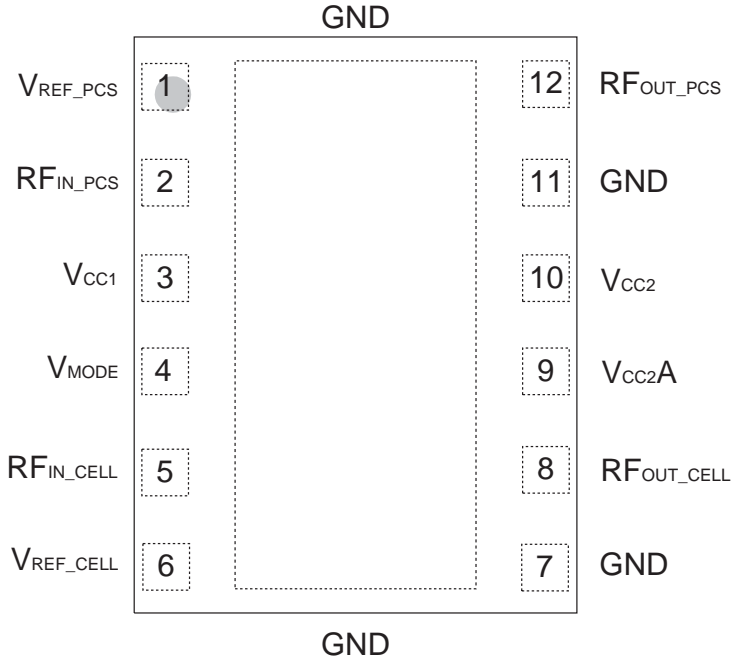 GND
VREF_PCS 1 12 RFOUT_PCS
RFIN_PCS 2 11 GND
VCC1 3 10 VCC2
VMODE 4 9 VCC2A
RFIN_CELL 5 8 RFOUT_CELL
VREF_CELL 6 7 GND
GND